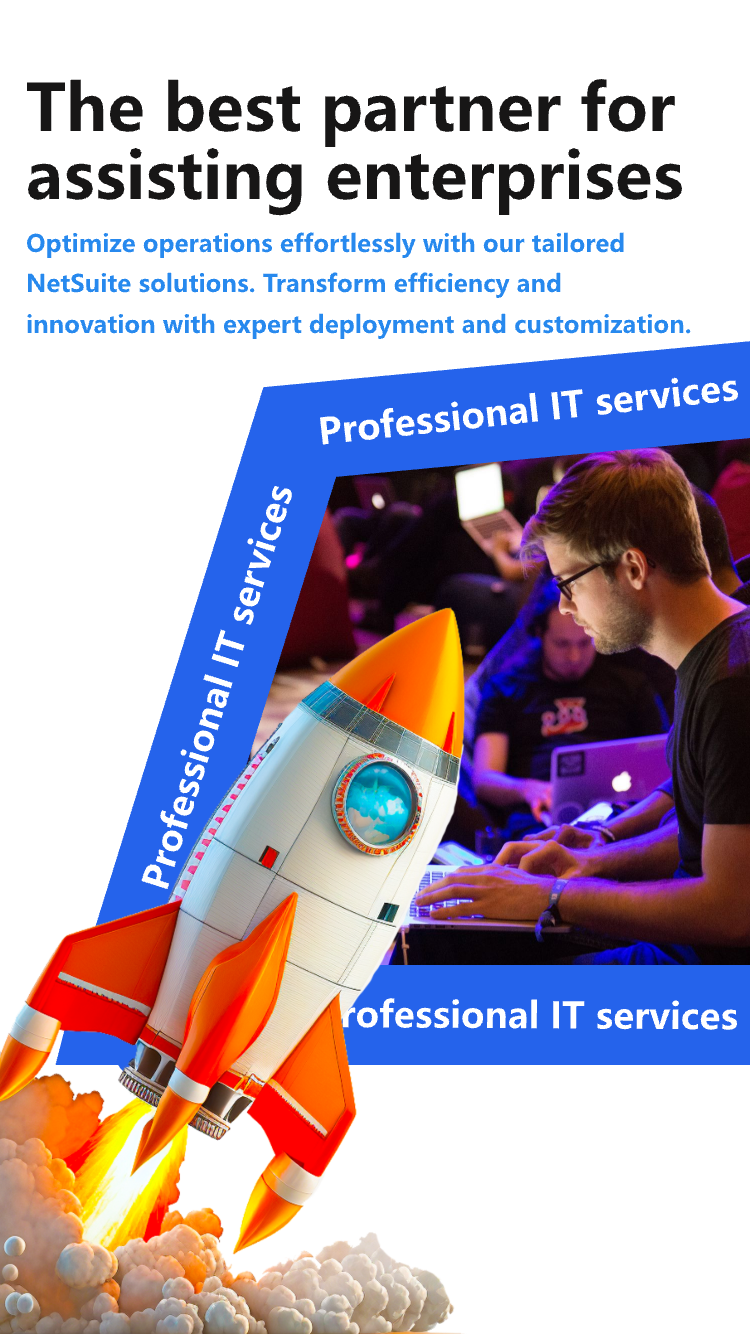 The best partner for
assisting enterprises
Optimize operations effortlessly with our tailored
NetSuite solutions. Transform efficiency and
innovation with expert deployment and customization.
Professional IT services
Professional IT services
rofessional IT services